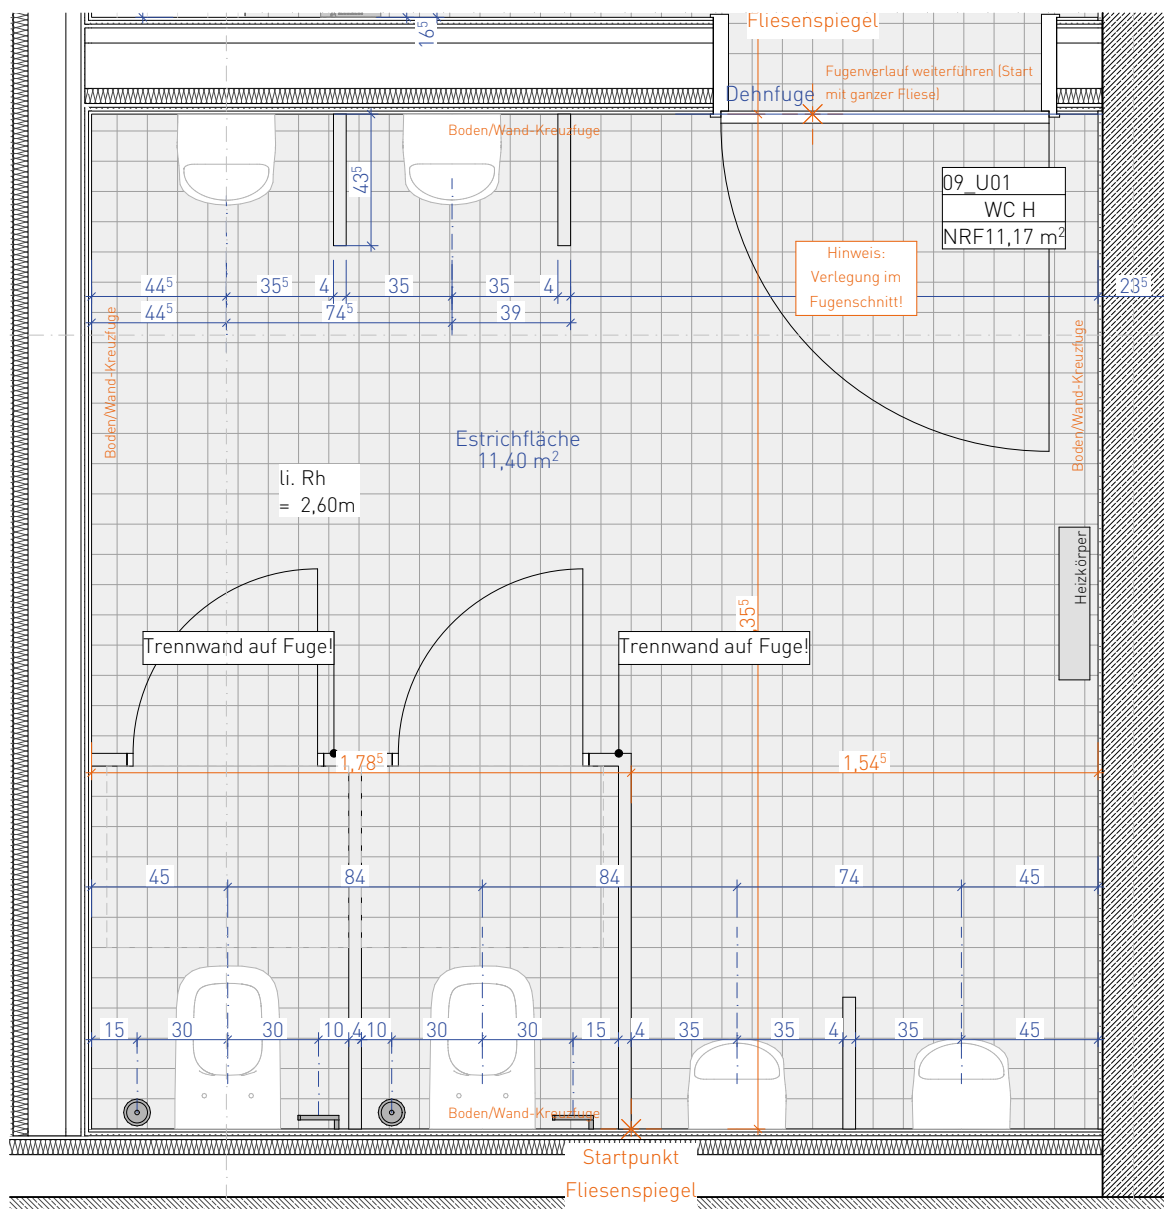 16⁵
Fliesenspiegel
Fugenverlauf weiterführen (Start
mit ganzer Fliese)
Dehnfuge
Boden/Wand-Kreuzfuge
43⁵
09_U01
WC H
NRF11,17 m²
Hinweis:
Verlegung im
Fugenschnitt!
44⁵ 35⁵ 4 35 35 4 23⁵
44⁵ 74⁵ 39
Boden/Wand-Kreuzfuge
Boden/Wand-Kreuzfuge
Estrichfläche
11,40 m²
li. Rh
= 2,60m
Heizkörper
35⁵
Trennwand auf Fuge!
Trennwand auf Fuge!
1,78⁵ 1,54⁵
45 84 84 74 45
15 30 30 10 4 10 30 30 15 4 35 35 4 35 45
Boden/Wand-Kreuzfuge
Startpunkt
Fliesenspiegel